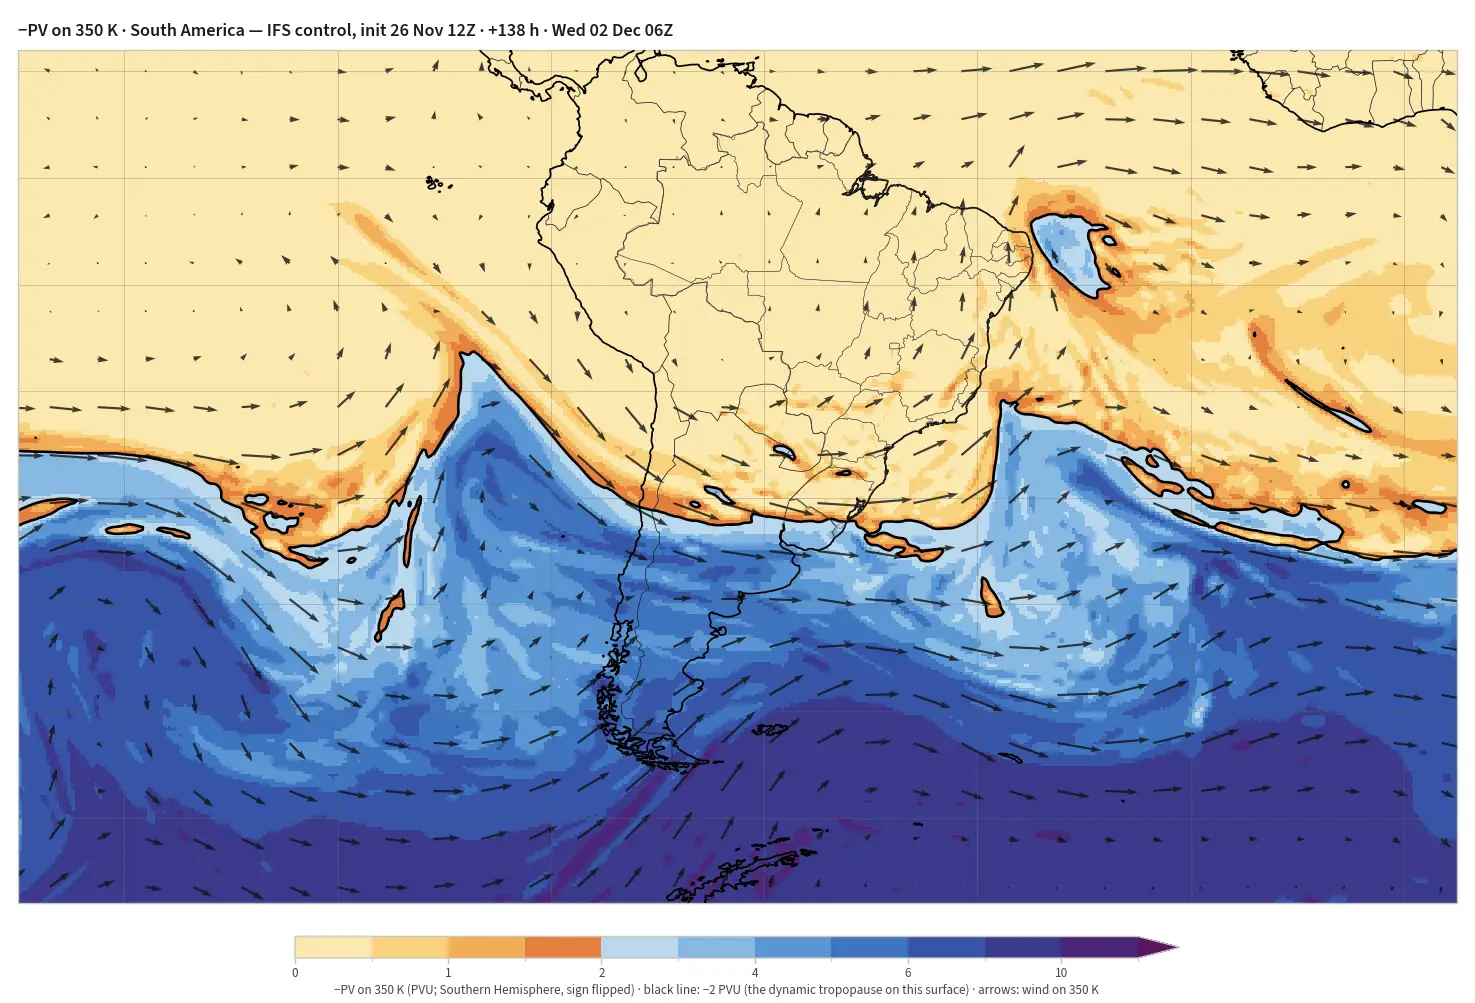 −PV on 350 K · South America — IFS control, init 26 Nov 12Z · +138 h · Wed 02 Dec 06Z
0 1 2 4 6 10
−PV on 350 K (PVU; Southern Hemisphere, sign flipped) · black line: −2 PVU (the dynamic tropopause on this surface) · arrows: wind on 350 K